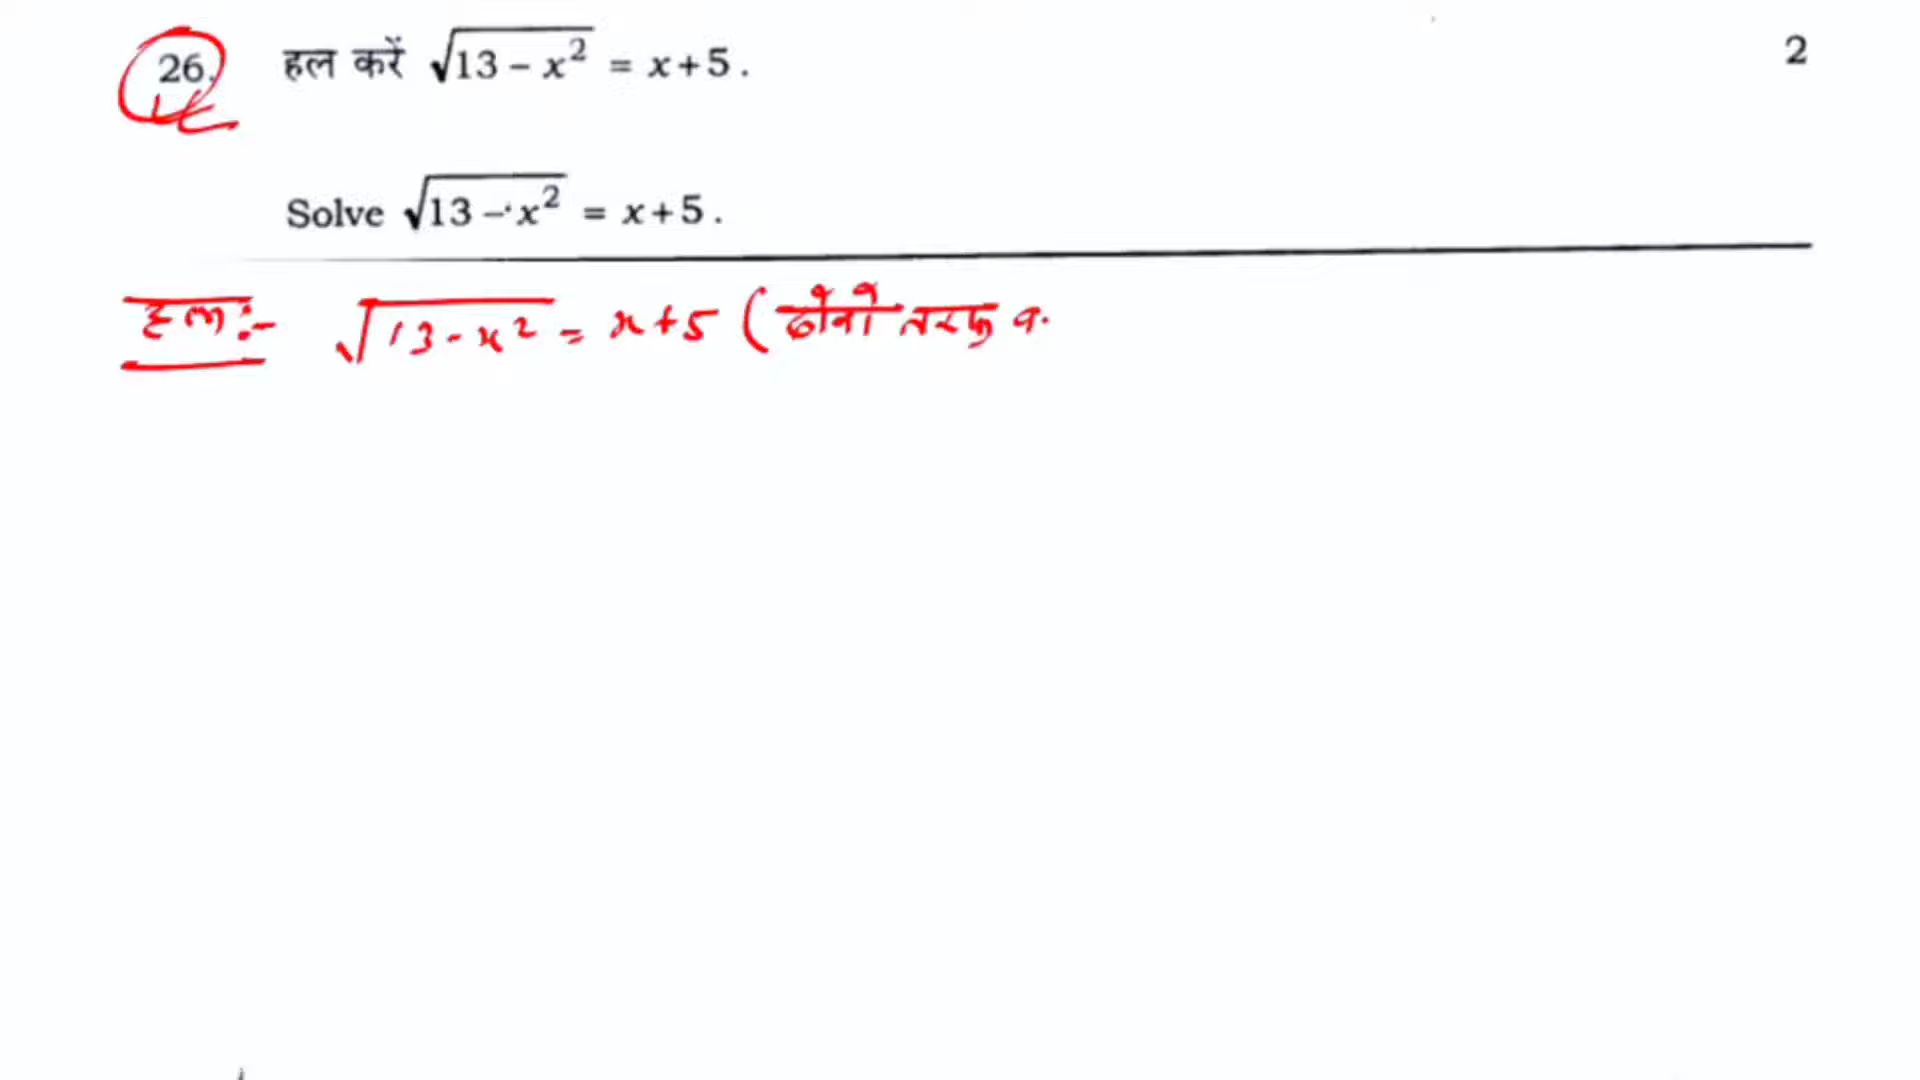 26. हल करें √13 – x² = x + 5 . 2
Solve √13 – x² = x + 5 .
हल :- √13 - x² = x + 5 ( दोनों तरफ व